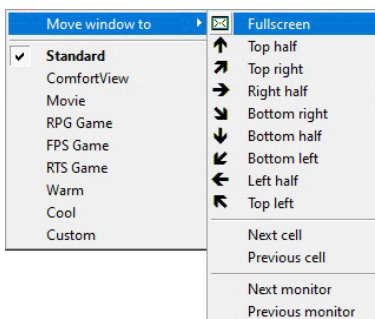 Move window to
Standard
ComfortView
Movie
RPG Game
FPS Game
RTS Game
Warm
Cool
Custom
Fullscreen
Top half
Top right
Right half
Bottom right
Bottom half
Bottom left
Left half
Top left
Next cell
Previous cell
Next monitor
Previous monitor